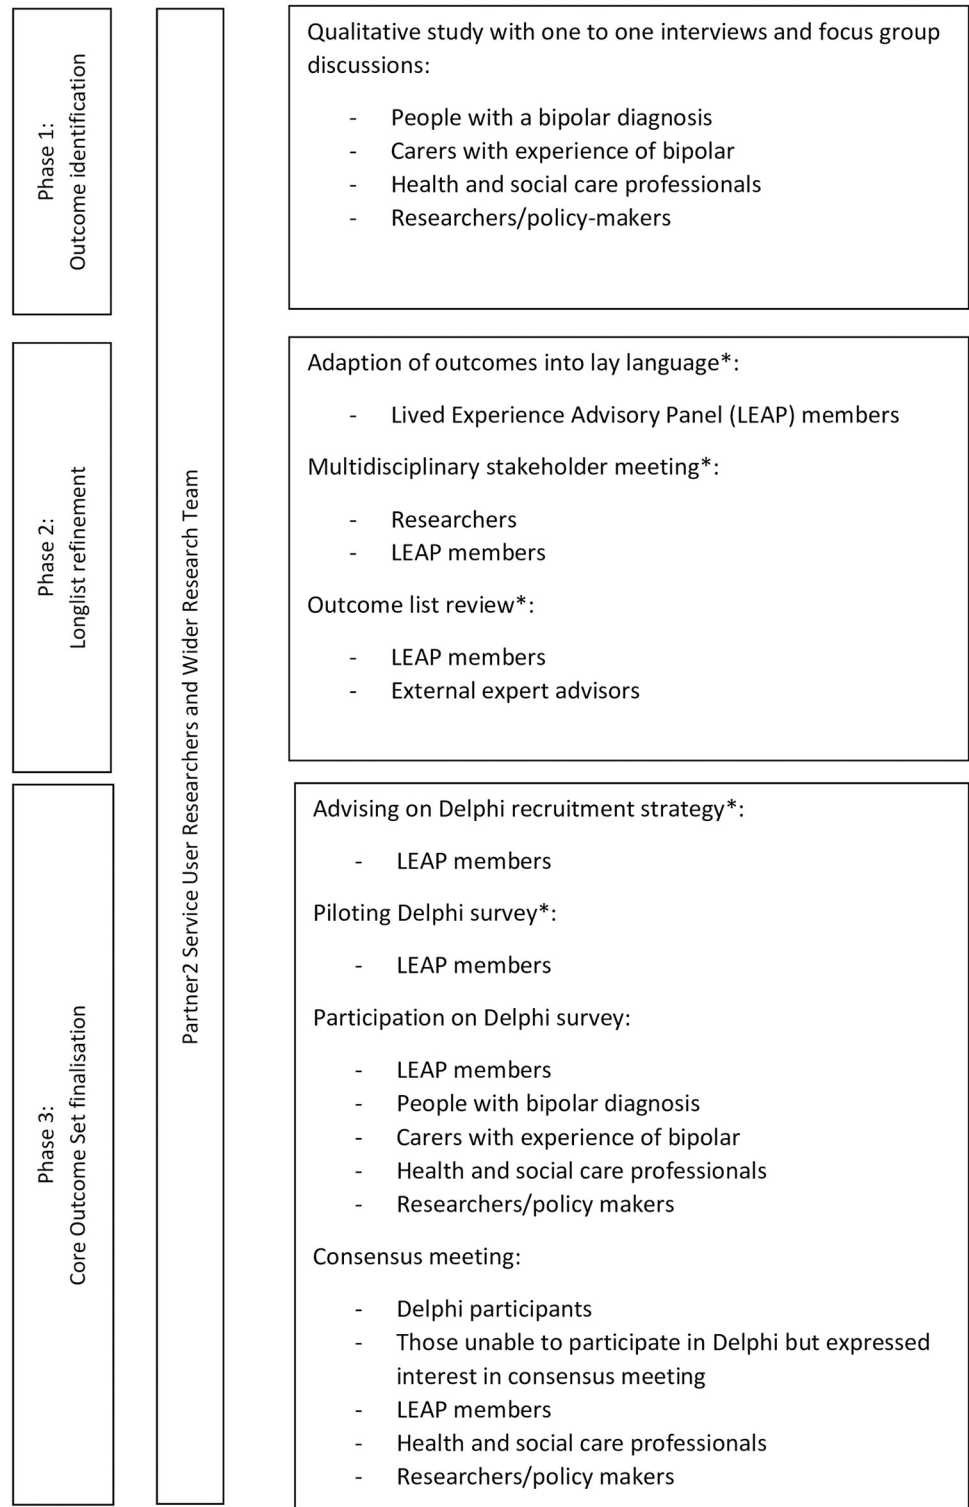 Phase 1:
Outcome identification
Qualitative study with one to one interviews and focus group
discussions:
- People with a bipolar diagnosis
- Carers with experience of bipolar
- Health and social care professionals
- Researchers/policy-makers
Partner2 Service User Researchers and Wider Research Team
Phase 2:
Longlist refinement
Adaption of outcomes into lay language*:
- Lived Experience Advisory Panel (LEAP) members
Multidisciplinary stakeholder meeting*:
- Researchers
- LEAP members
Outcome list review*:
- LEAP members
- External expert advisors
Phase 3:
Core Outcome Set finalisation
Advising on Delphi recruitment strategy*:
- LEAP members
Piloting Delphi survey*:
- LEAP members
Participation on Delphi survey:
- LEAP members
- People with bipolar diagnosis
- Carers with experience of bipolar
- Health and social care professionals
- Researchers/policy makers
Consensus meeting:
- Delphi participants
- Those unable to participate in Delphi but expressed
interest in consensus meeting
- LEAP members
- Health and social care professionals
- Researchers/policy makers